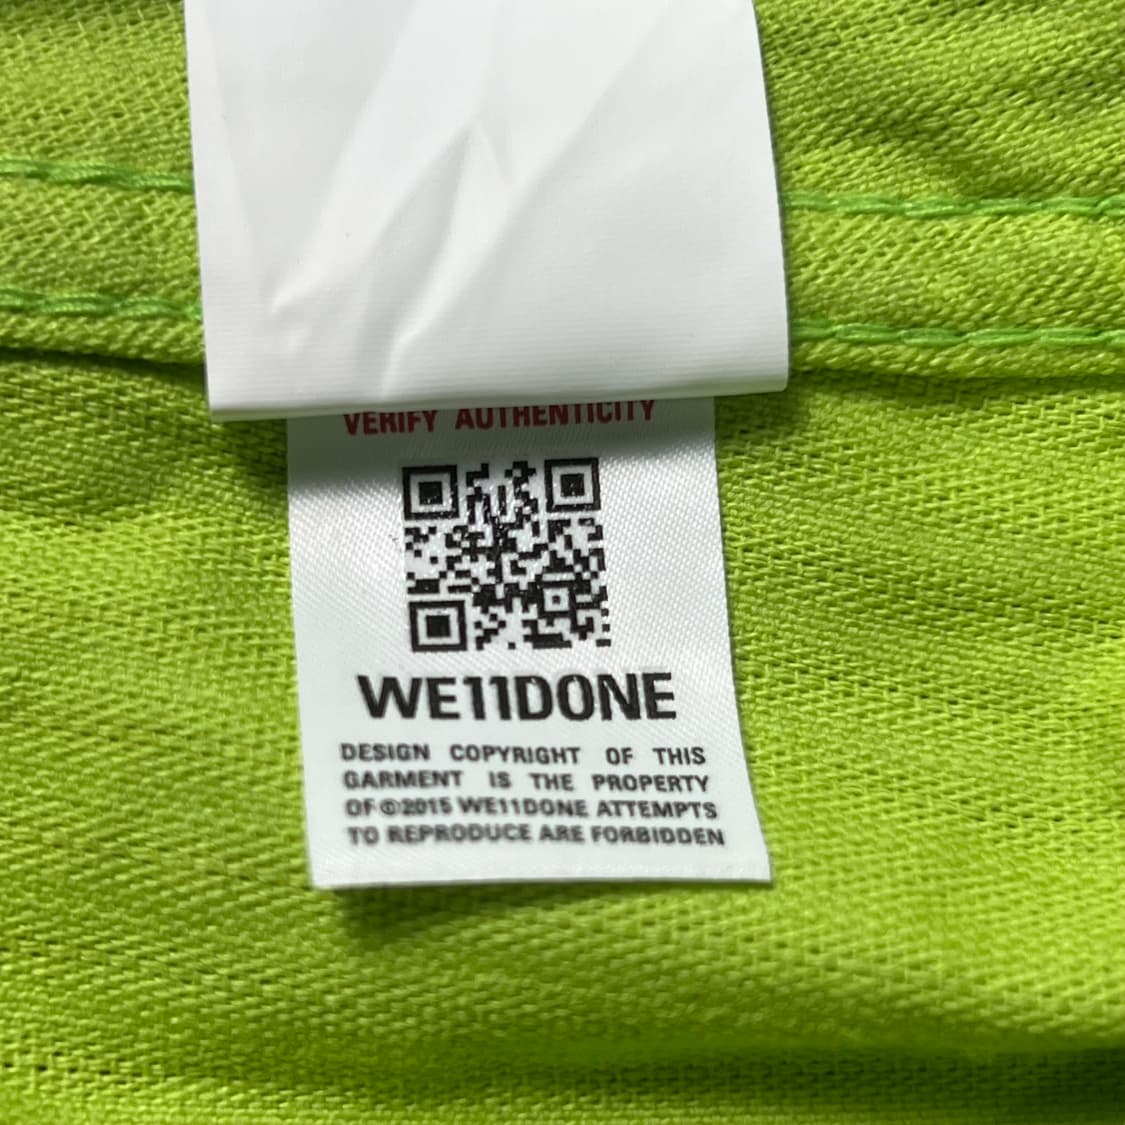 VERIFY AUTHENTICITY
WE11DONE
DESIGN COPYRIGHT OF THIS
GARMENT IS THE PROPERTY
OF ©2015 WE11DONE ATTEMPTS
TO REPRODUCE ARE FORBIDDEN